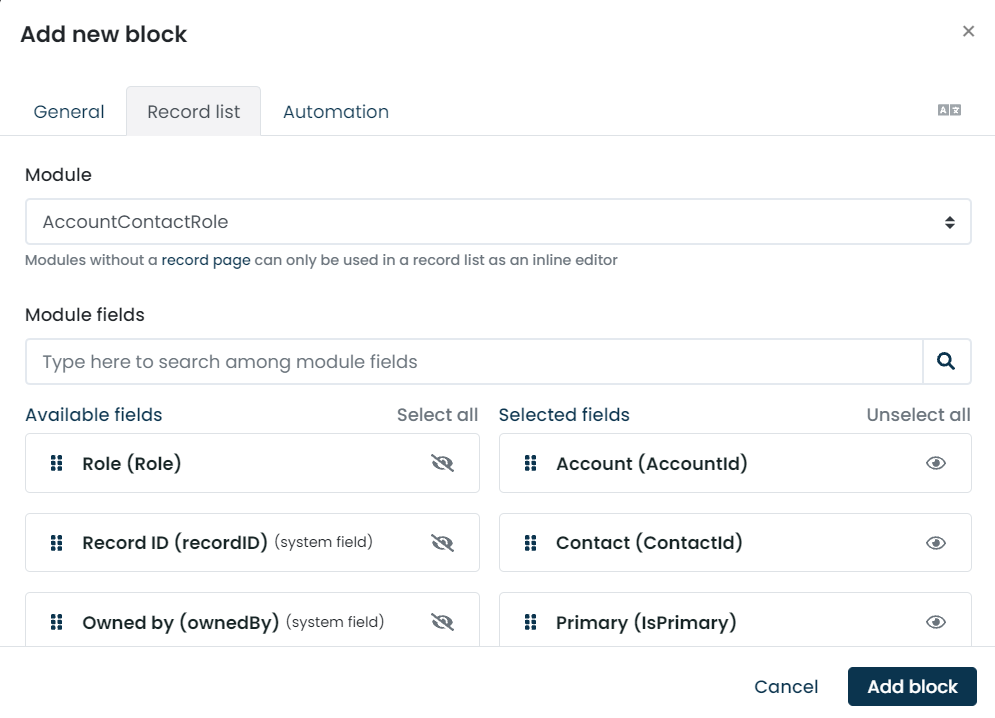 Add new block
General Record list Automation
Module
AccountContactRole
Modules without a record page can only be used in a record list as an inline editor
Module fields
Type here to search among module fields
Available fields Select all Selected fields Unselect all
Role (Role) Account (AccountId)
Record ID (recordID) (system field) Contact (ContactId)
Owned by (ownedBy) (system field) Primary (IsPrimary)
Cancel Add block